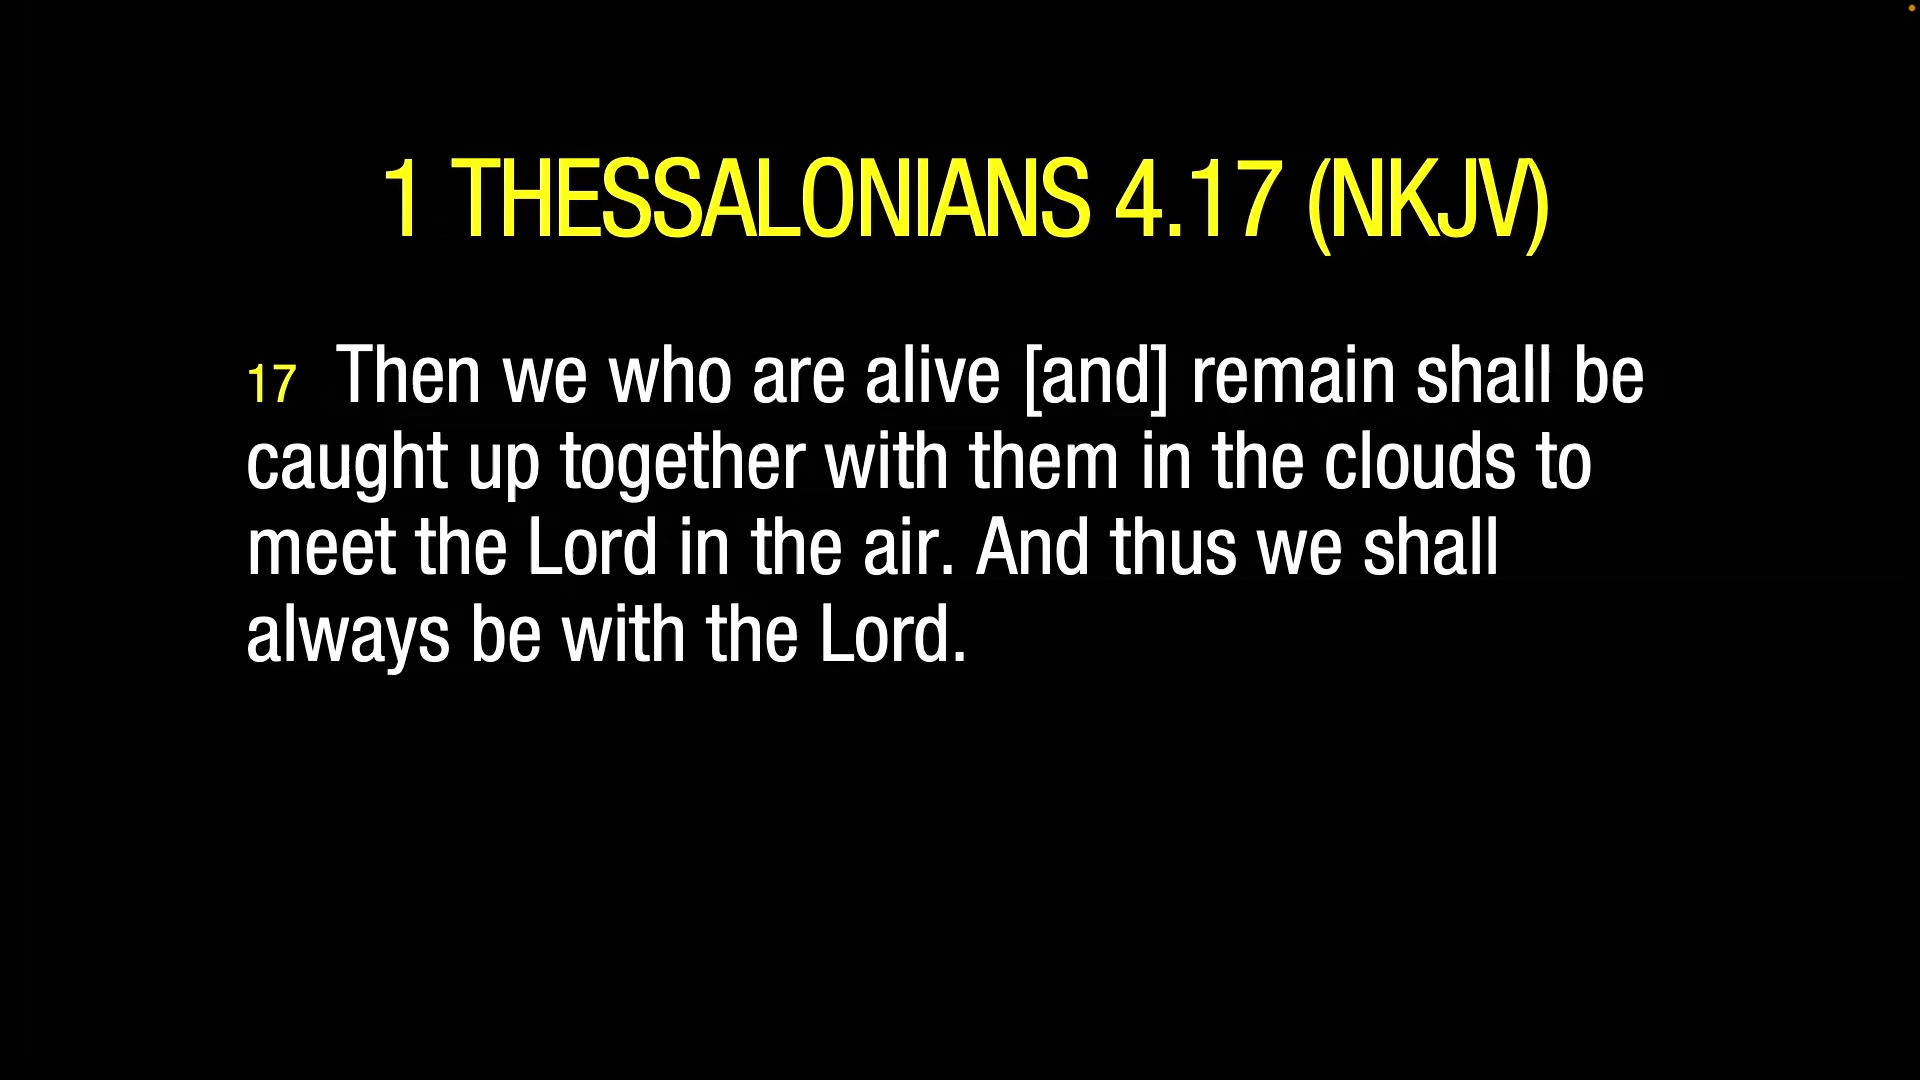 1 THESSALONIANS 4.17 (NKJV)
17 Then we who are alive [and] remain shall be
caught up together with them in the clouds to
meet the Lord in the air. And thus we shall
always be with the Lord.